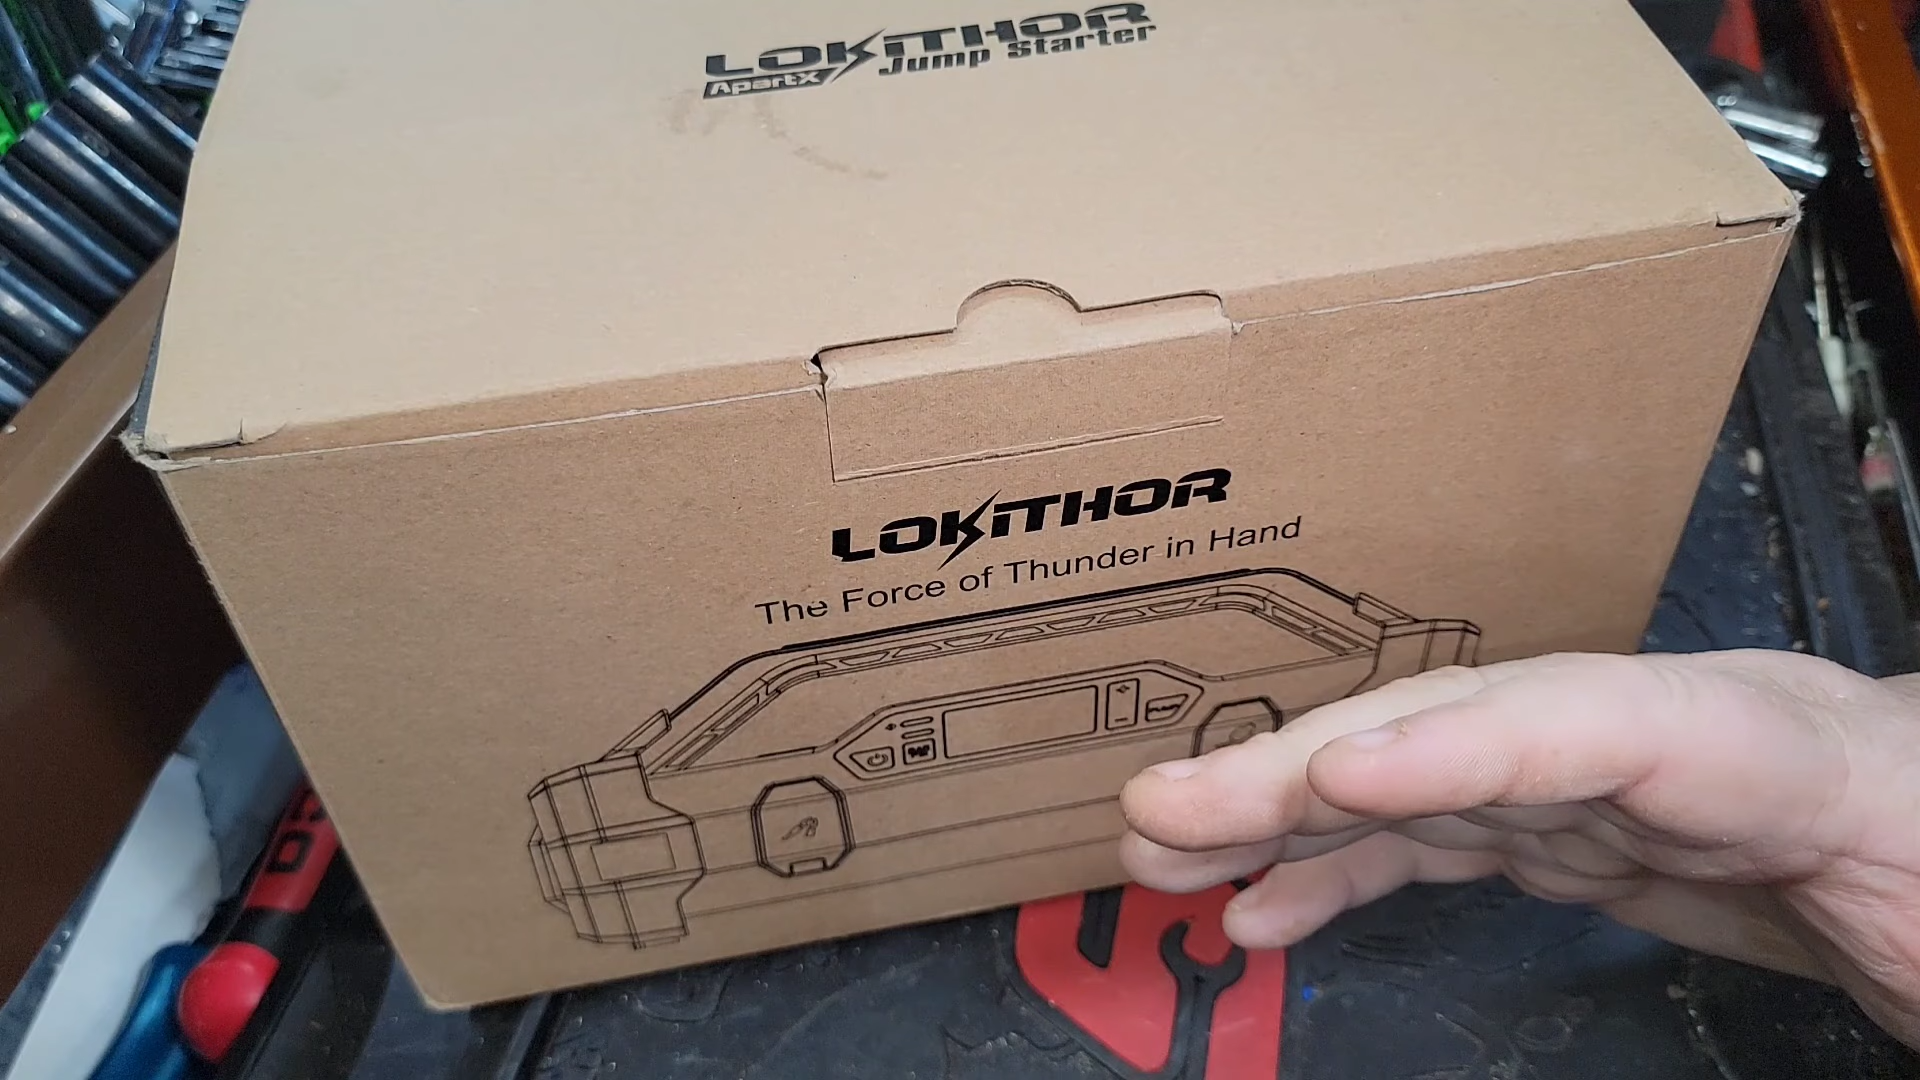 LOKITHOR
ApartX Jump Starter
LOKITHOR
The Force of Thunder in Hand